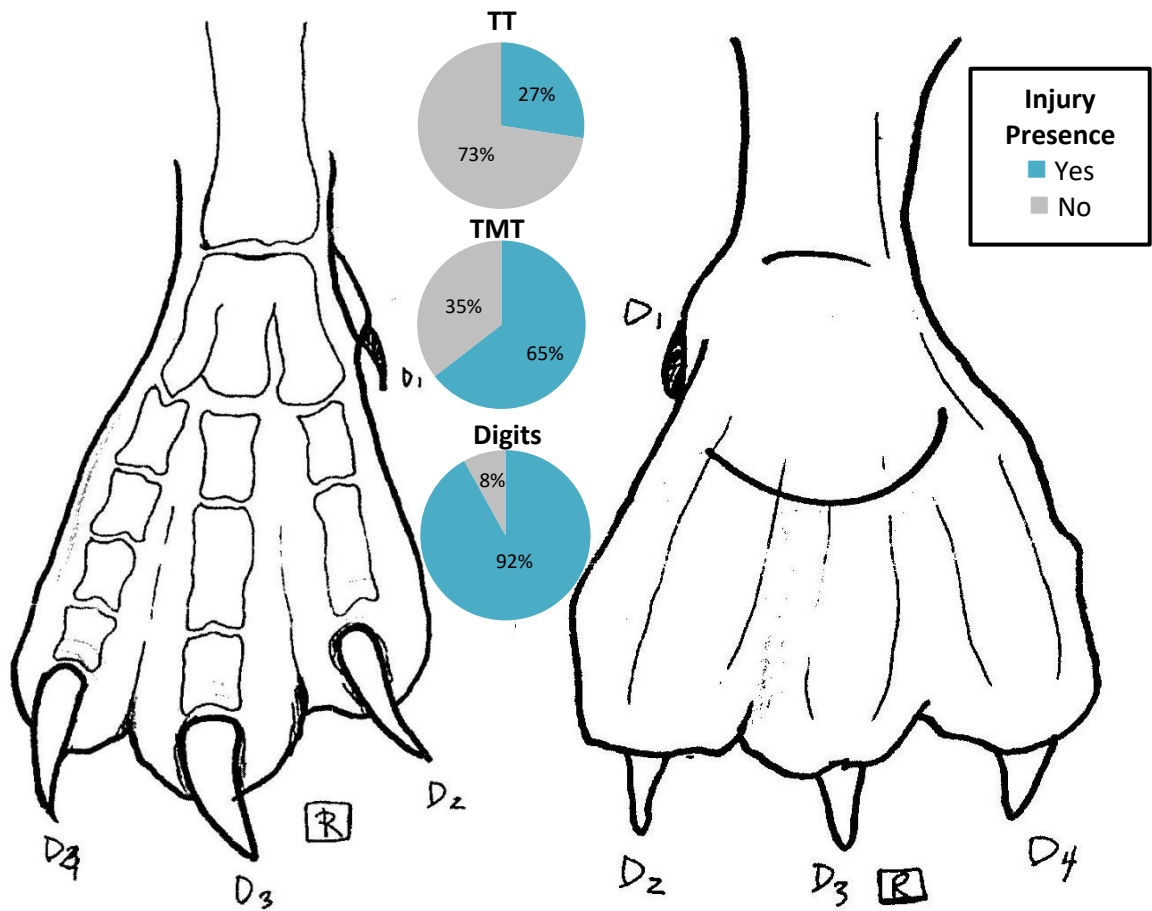 TT
27%
73%
TMT
35%
65%
Digits
8%
92%
Injury
Presence
Yes
No
D1
D4
D3
D2
R
D1
D2
D3
R
D4